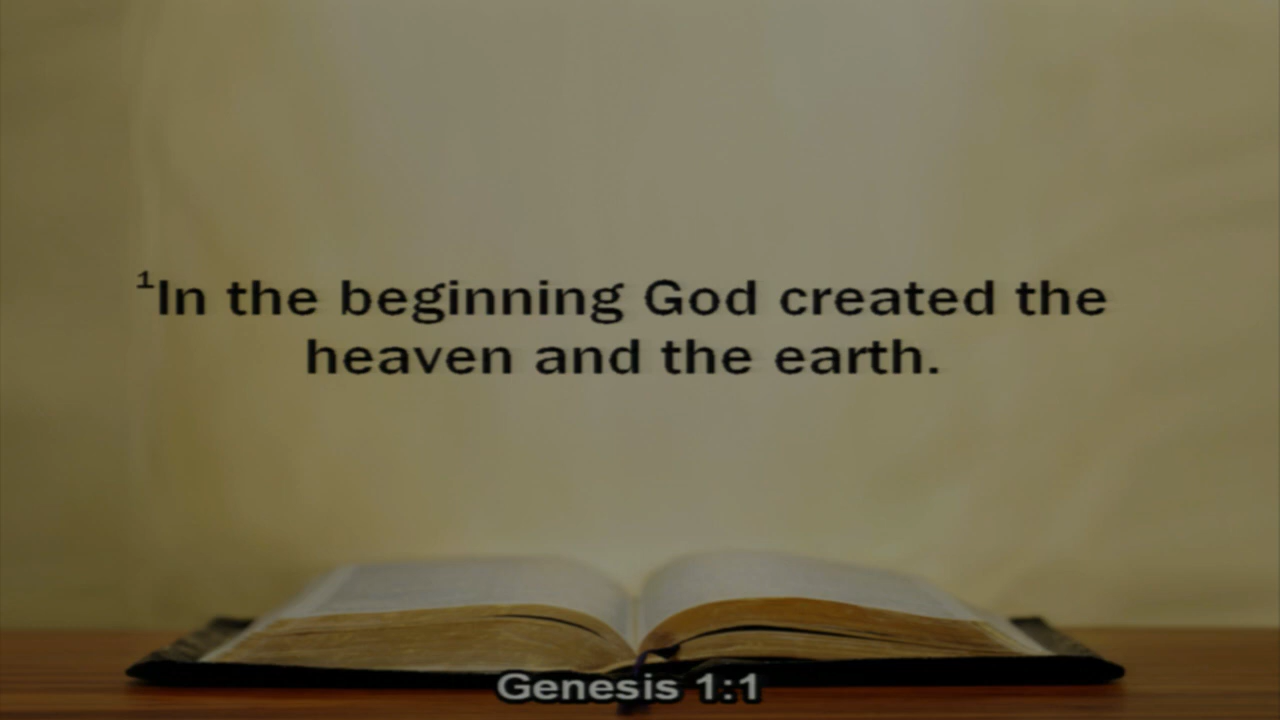 ¹In the beginning God created the
heaven and the earth.
Genesis 1:1